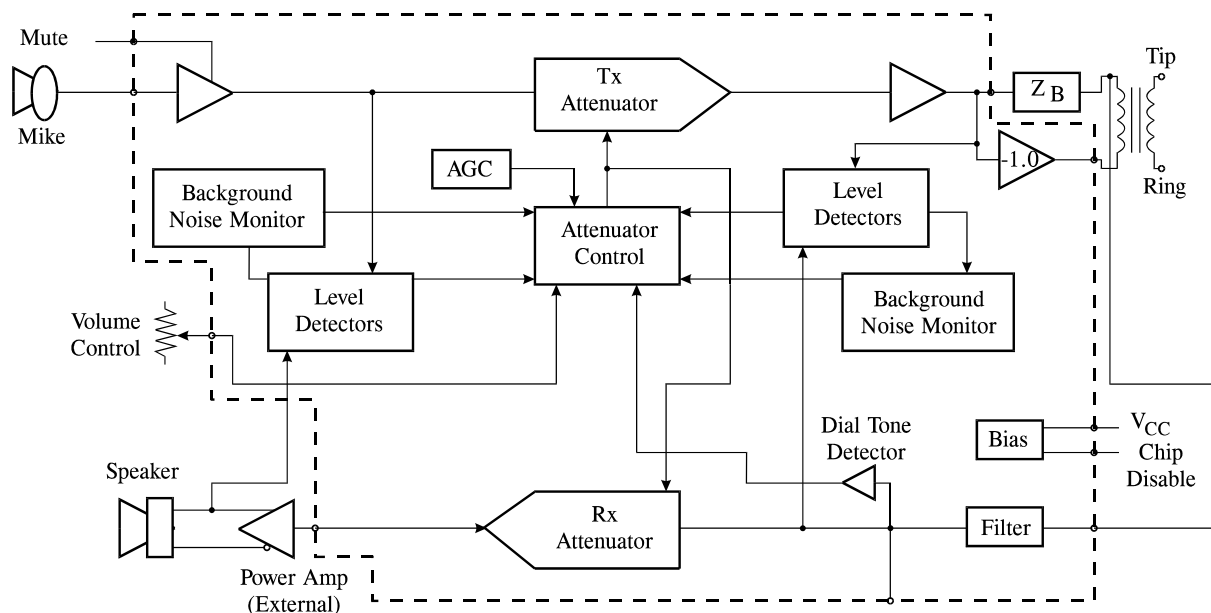 Mute
Mike
Tx
Attenuator
Z B
Tip
-1.0
Ring
AGC
Background
Noise Monitor
Attenuator
Control
Level
Detectors
Level
Detectors
Background
Noise Monitor
Volume
Control
Dial Tone
Detector
Bias
VCC
Chip
Disable
Speaker
Rx
Attenuator
Filter
Power Amp
(External)